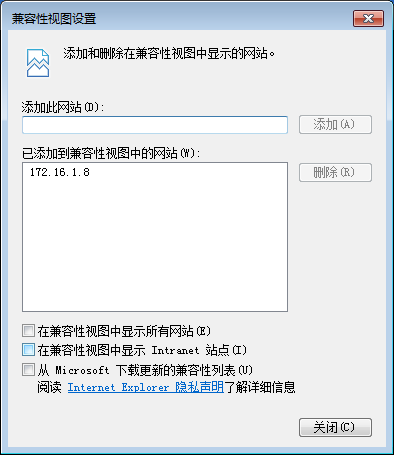 兼容性视图设置
添加和删除在兼容性视图中显示的网站。
添加此网站(D):
添加(A)
已添加到兼容性视图中的网站(W):
172.16.1.8
删除(R)
在兼容性视图中显示所有网站(E)
在兼容性视图中显示 Intranet 站点(I)
从 Microsoft 下载更新的兼容性列表(U)
阅读 Internet Explorer 隐私声明了解详细信息
关闭(C)